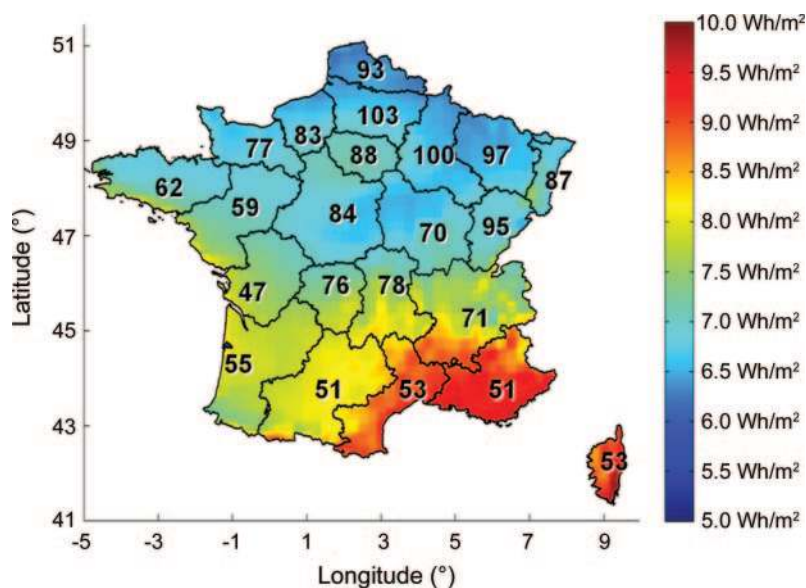 51
49
47
45
43
41
Latitude (°)
-5
-3
-1
1
3
5
7
9
Longitude (°)
93
103
83
77
88
100
97
87
62
59
84
70
95
47
76
78
71
55
51
53
51
53
10.0 Wh/m²
9.5 Wh/m²
9.0 Wh/m²
8.5 Wh/m²
8.0 Wh/m²
7.5 Wh/m²
7.0 Wh/m²
6.5 Wh/m²
6.0 Wh/m²
5.5 Wh/m²
5.0 Wh/m²